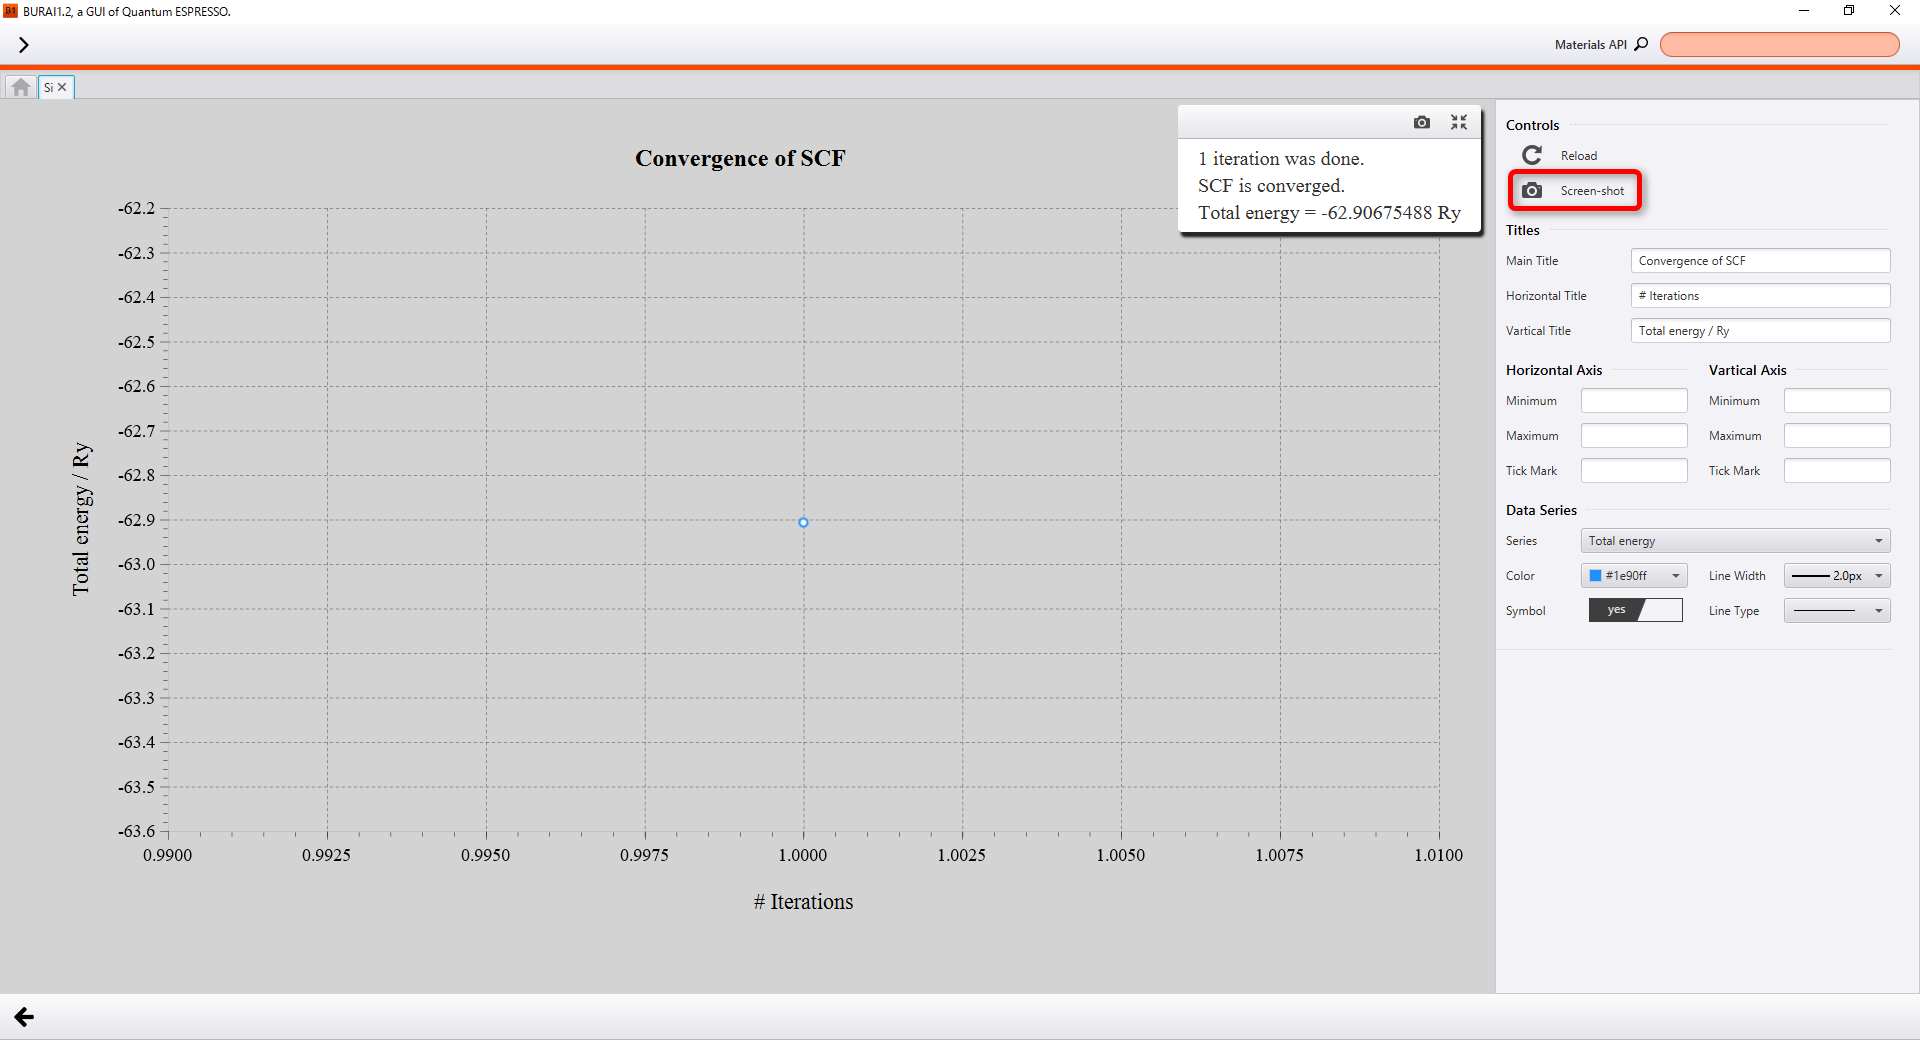 B1 BURAI1.2, a GUI of Quantum ESPRESSO.
Materials API
Si
Convergence of SCF
1 iteration was done.
SCF is converged.
Total energy = -62.90675488 Ry
-62.2
-62.3
-62.4
-62.5
-62.6
-62.7
-62.8
-62.9
-63.0
-63.1
-63.2
-63.3
-63.4
-63.5
-63.6
Total energy / Ry
0.9900 0.9925 0.9950 0.9975 1.0000 1.0025 1.0050 1.0075 1.0100
# Iterations
Controls
Reload
Screen-shot
Titles
Main Title Convergence of SCF
Horizontal Title # Iterations
Vartical Title Total energy / Ry
Horizontal Axis Vartical Axis
Minimum Minimum
Maximum Maximum
Tick Mark Tick Mark
Data Series
Series Total energy
Color #1e90ff Line Width 2.0px
Symbol yes Line Type